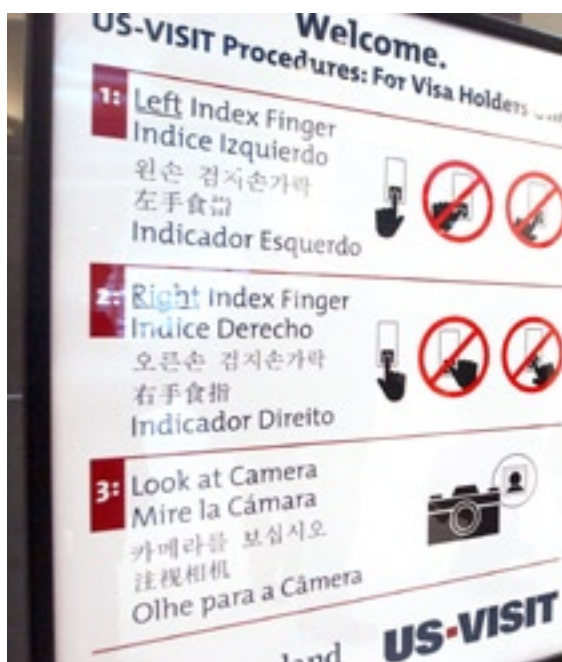 Welcome.
US-VISIT Procedures: For Visa Holders
1: Left Index Finger
Indice Izquierdo
왼손 검지손가락
左手食指
Indicador Esquerdo
2: Right Index Finger
Indice Derecho
오른손 검지손가락
右手食指
Indicador Direito
3: Look at Camera
Mire la Cámara
카메라를 보십시오
注视相机
Olhe para a Câmera
US-VISIT